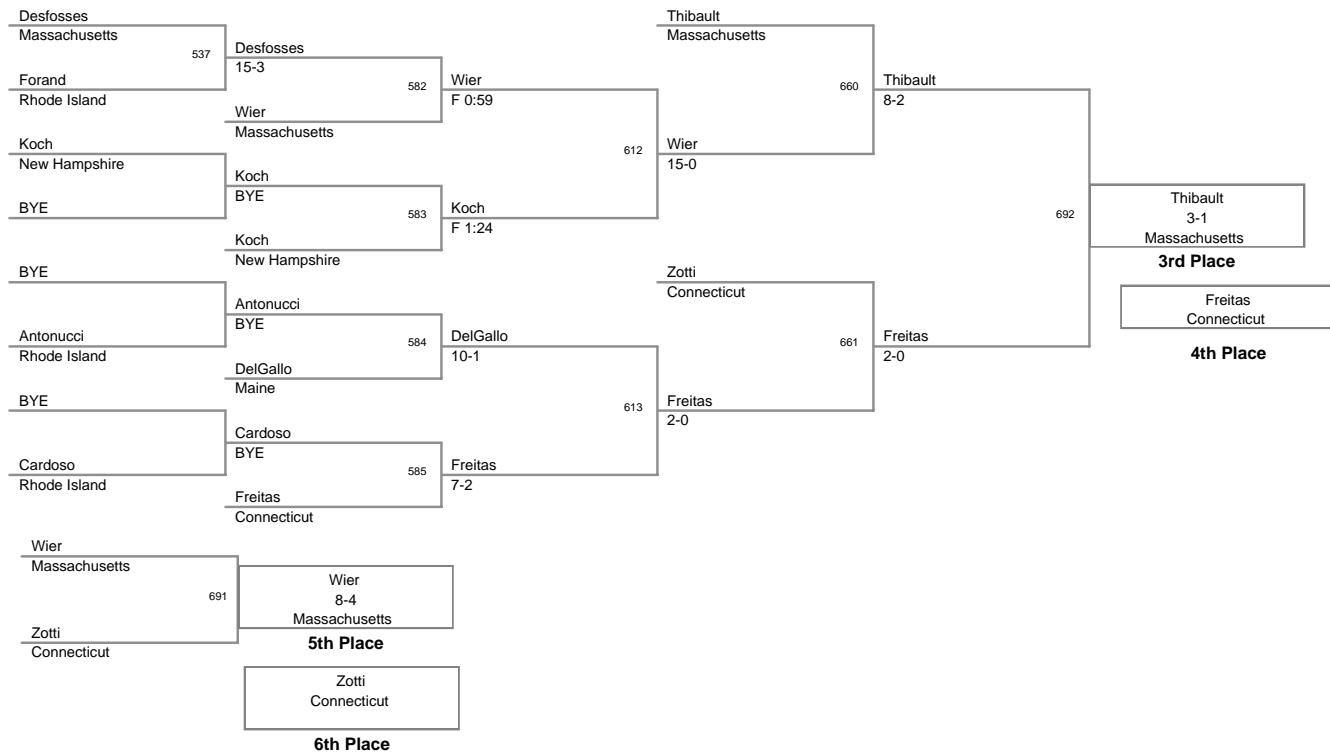 Desfosses
Massachusetts
537
Forand
Rhode Island
Koch
New Hampshire
BYE
BYE
Antonucci
Rhode Island
BYE
Cardoso
Rhode Island
Desfosses
15-3
582
Wier
Massachusetts
Koch
BYE
583
Koch
New Hampshire
Antonucci
BYE
584
DelGallo
Maine
Cardoso
BYE
585
Freitas
Connecticut
Wier
F 0:59
612
Koch
F 1:24
DelGallo
10-1
613
Freitas
7-2
Thibault
Massachusetts
660
Wier
15-0
Zotti
Connecticut
661
Freitas
2-0
Thibault
8-2
692
Freitas
2-0
Thibault
3-1
Massachusetts
3rd Place
Freitas
Connecticut
4th Place
Wier
Massachusetts
691
Zotti
Connecticut
Wier
8-4
Massachusetts
5th Place
Zotti
Connecticut
6th Place